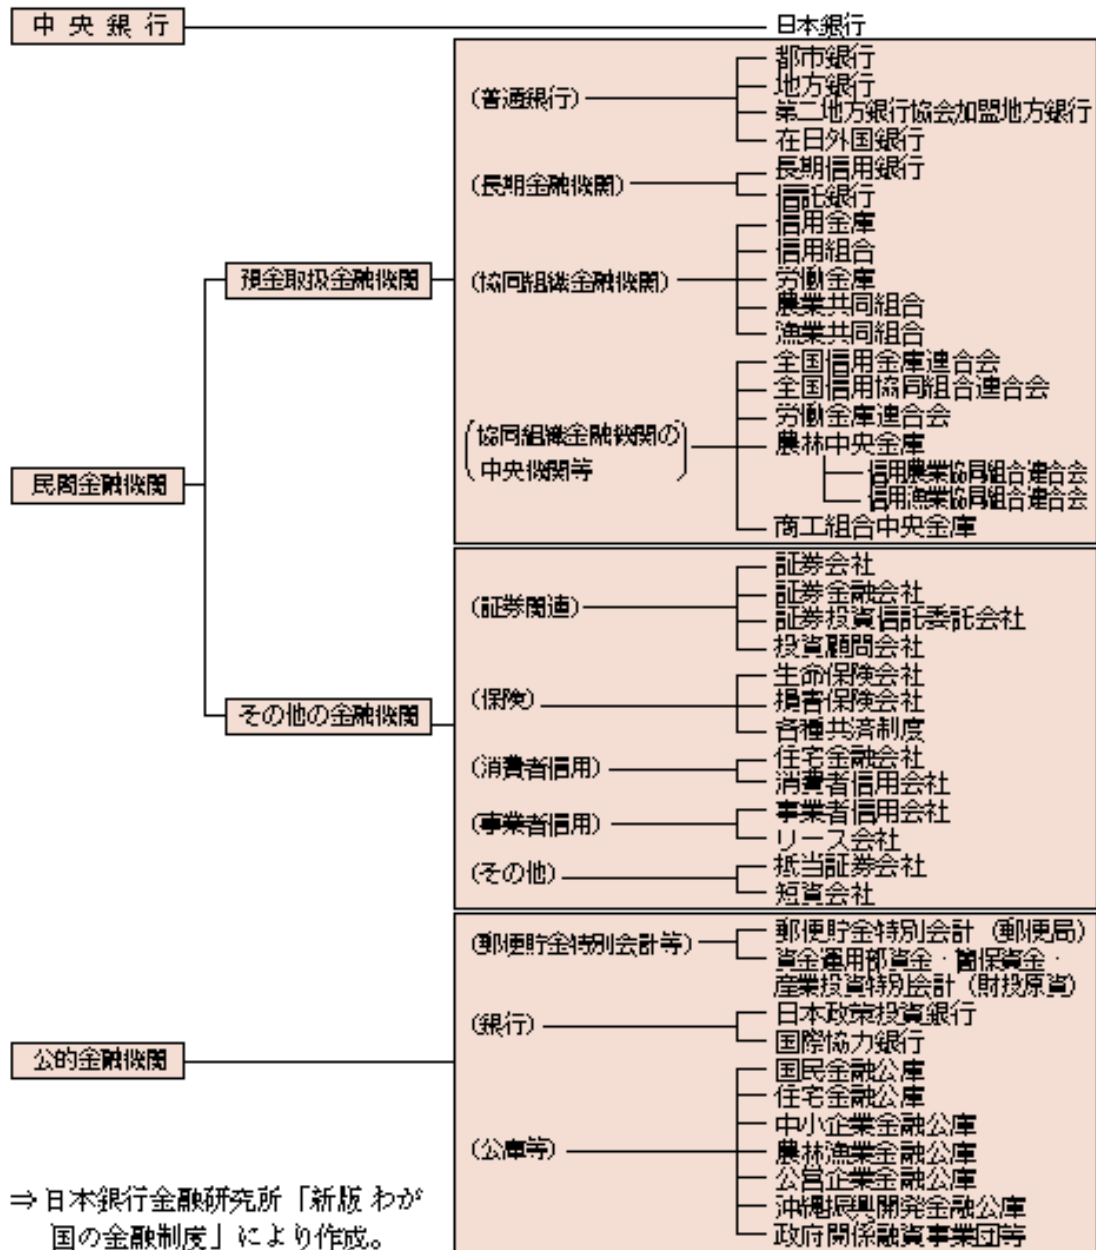 中央銀行
日本銀行
民間金融機関
預金取扱金融機関
(普通銀行)
都市銀行
地方銀行
第二地方銀行協会加盟地方銀行
在日外国銀行
(長期金融機関)
長期信用銀行
信託銀行
(協同組織金融機関)
信用金庫
信用組合
労働金庫
農業共同組合
漁業共同組合
(協同組織金融機関の
中央機関等)
全国信用金庫連合会
全国信用協同組合連合会
労働金庫連合会
農林中央金庫
信用農業協同組合連合会
信用漁業協同組合連合会
商工組合中央金庫
その他の金融機関
(証券関連)
証券会社
証券金融会社
証券投資信託委託会社
投資顧問会社
(保険)
生命保険会社
損害保険会社
各種共済制度
(消費者信用)
住宅金融会社
消費者信用会社
(事業者信用)
事業者信用会社
リース会社
(その他)
抵当証券会社
短資会社
公的金融機関
(郵便貯金特別会計等)
郵便貯金特別会計(郵便局)
資金運用部資金・簡保資金・
産業投資特別会計(財投原資)
(銀行)
日本政策投資銀行
国際協力銀行
(公庫等)
国民金融公庫
住宅金融公庫
中小企業金融公庫
農林漁業金融公庫
公営企業金融公庫
沖縄振興開発金融公庫
政府関係融資事業団等
⇒日本銀行金融研究所「新版 わが
国の金融制度」により作成。